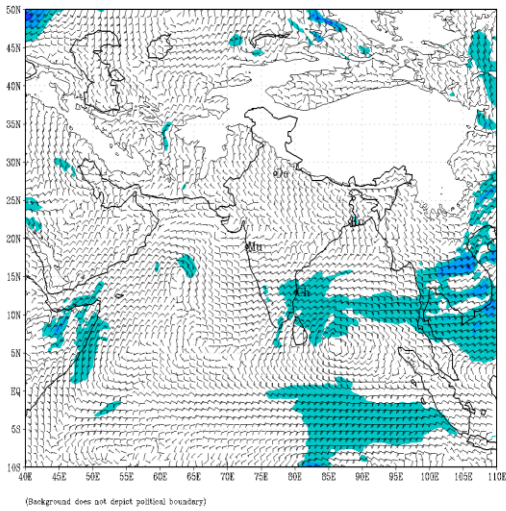 50N
45N
40N
35N
30N
25N
20N
15N
10N
5N
EQ
5S
10S
Mu
40E 45E 50E 55E 60E 65E 70E 75E 80E 85E 90E 95E 100E 105E 110E
(Background does not depict political boundary)